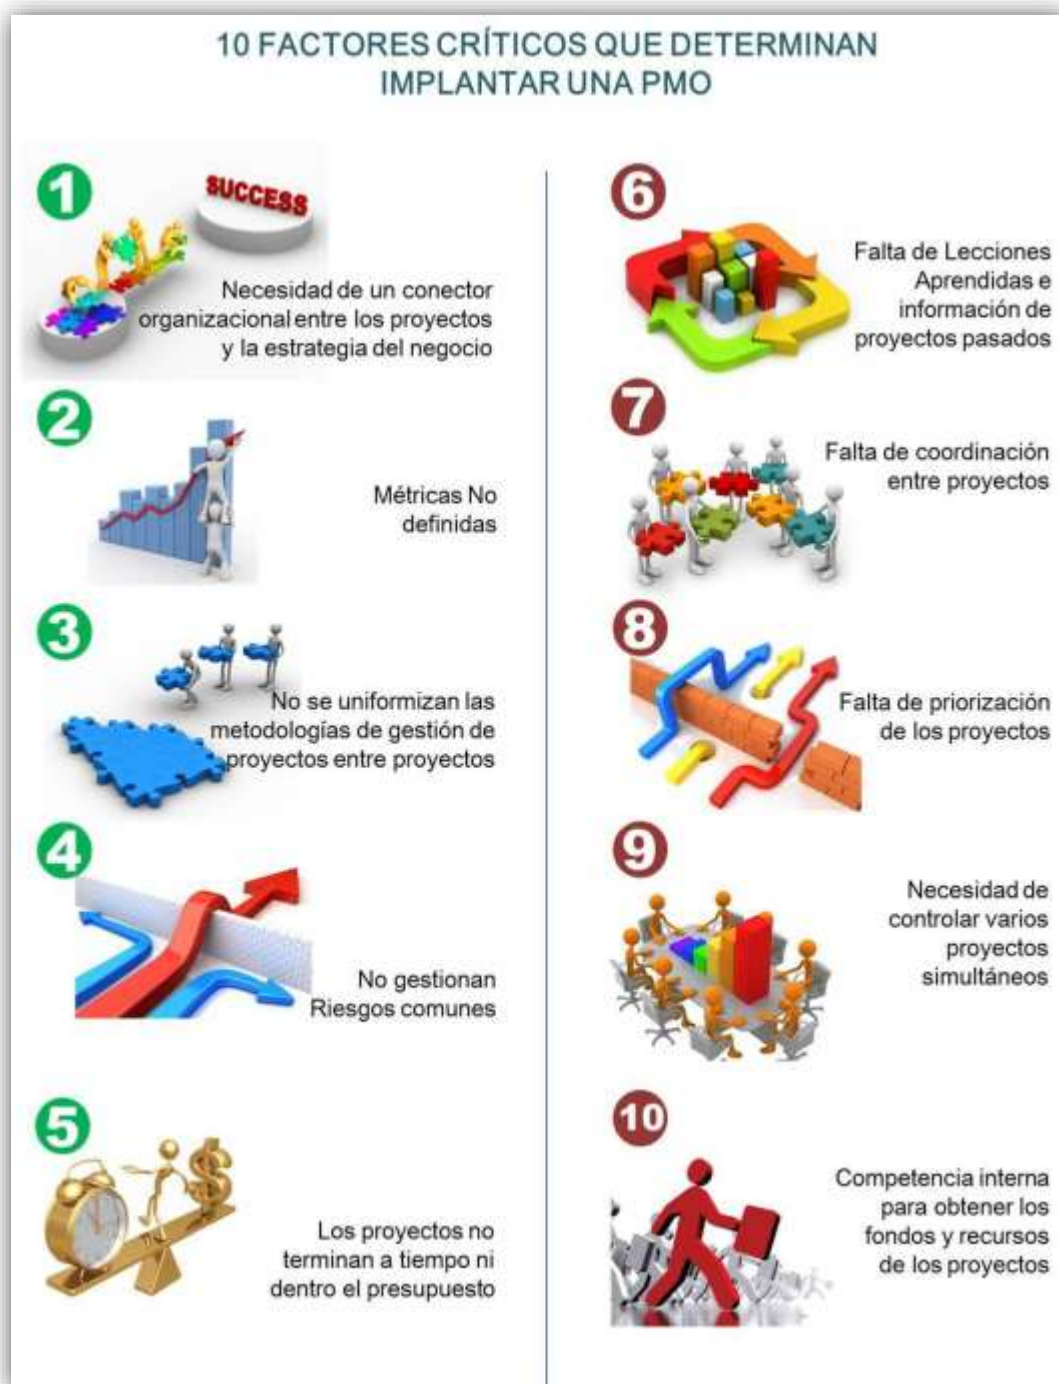 10 FACTORES CRÍTICOS QUE DETERMINAN
IMPLANTAR UNA PMO
1
SUCCESS
Necesidad de un conector
organizacional entre los proyectos
y la estrategia del negocio
2
Métricas No
definidas
3
No se uniformizan las
metodologías de gestión de
proyectos entre proyectos
4
No gestionan
Riesgos comunes
5
$
Los proyectos no
terminan a tiempo ni
dentro el presupuesto
6
Falta de Lecciones
Aprendidas e
información de
proyectos pasados
7
Falta de coordinación
entre proyectos
8
Falta de priorización
de los proyectos
9
Necesidad de
controlar varios
proyectos
simultáneos
10
Competencia interna
para obtener los
fondos y recursos
de los proyectos